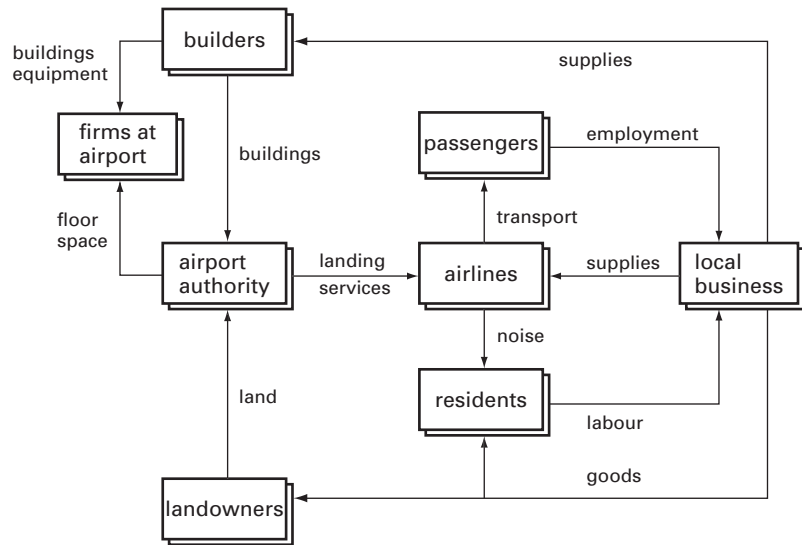 builders
buildings
equipment
supplies
firms at
airport
passengers
employment
buildings
transport
floor
space
airport
authority
landing
services
airlines
supplies
local
business
noise
residents
land
labour
goods
landowners